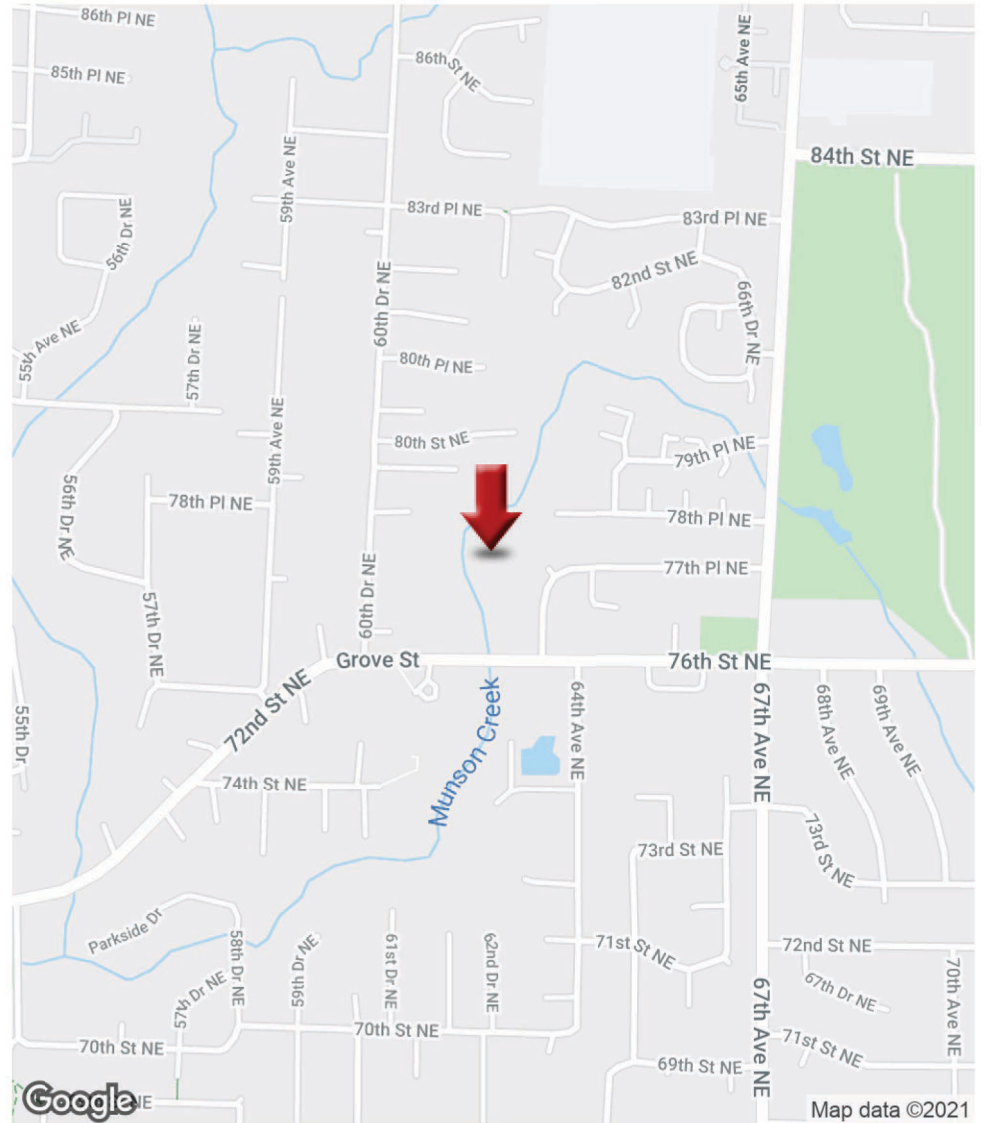 86th Pl NE
65th Ave NE
86th St NE
85th Pl NE
84th St NE
59th Ave NE
83rd Pl NE
83rd Pl NE
56th Dr NE
82nd St NE
60th Dr NE
66th Dr NE
55th Ave NE
57th Dr NE
80th Pl NE
59th Ave NE
80th St NE
79th Pl NE
56th Dr NE
78th Pl NE
78th Pl NE
77th Pl NE
60th Dr NE
57th Dr NE
Grove St
76th St NE
72nd St NE
Munson Creek
64th Ave NE
67th Ave NE
68th Ave NE
69th Ave NE
55th Dr
74th St NE
73rd St NE
73rd St NE
Parkside Dr
58th Dr NE
59th Dr NE
61st Dr NE
62nd Dr NE
71st St NE
72nd St NE
57th Dr NE
67th Dr NE
70th Ave NE
67th Ave NE
70th St NE
70th St NE
71st St NE
69th St NE
Google
NE
Map data ©2021